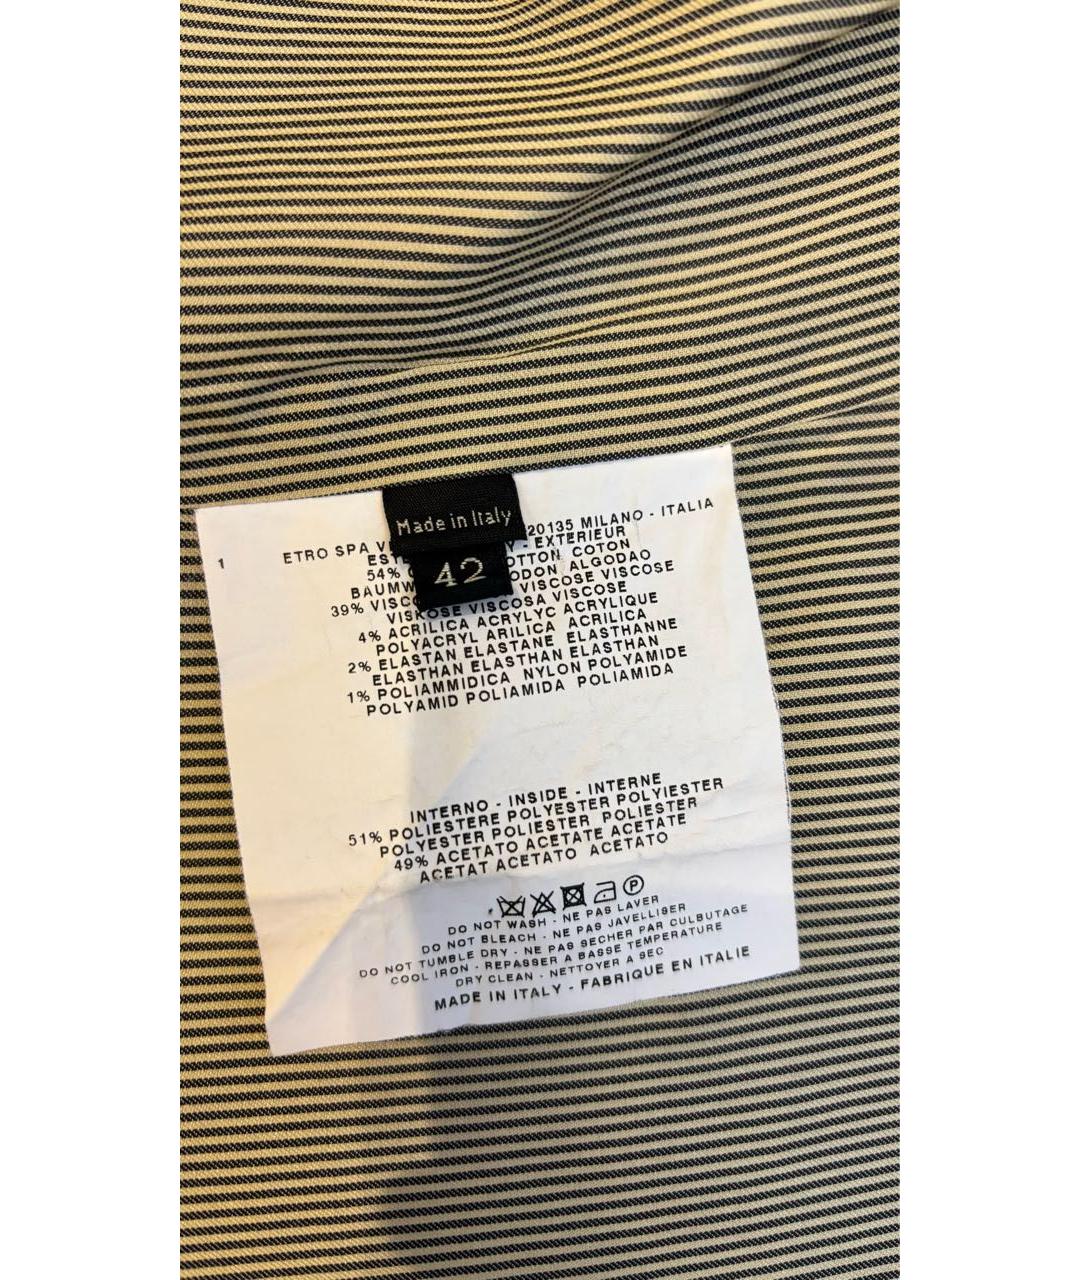 Made in Italy
42
1
ETRO SPA 20135 MILANO - ITALIA
- EXTERIEUR
54% COTTON COTON
BAUMW ALGODAO
39% VISC VISCOSE VISCOSE
VISKOSE VISCOSA VISCOSE
4% ACRILICA ACRYLYC ACRYLIQUE
POLYACRYL ARILICA ACRILICA
2% ELASTAN ELASTANE ELASTHANNE
ELASTHAN ELASTHAN ELASTHAN
1% POLIAMMIDICA NYLON POLYAMIDE
POLYAMID POLIAMIDA POLIAMIDA
INTERNO - INSIDE - INTERNE
51% POLIESTERE POLYESTER POLYIESTER
POLYESTER POLIESTER POLIESTER
49% ACETATO ACETATE ACETATE
ACETAT ACETATO ACETATO
P
DO NOT WASH - NE PAS LAVER
DO NOT BLEACH - NE PAS JAVELLISER
DO NOT TUMBLE DRY - NE PAS SECHER PAR CULBUTAGE
COOL IRON - REPASSER A BASSE TEMPERATURE
DRY CLEAN - NETTOYER A SEC
MADE IN ITALY - FABRIQUE EN ITALIE